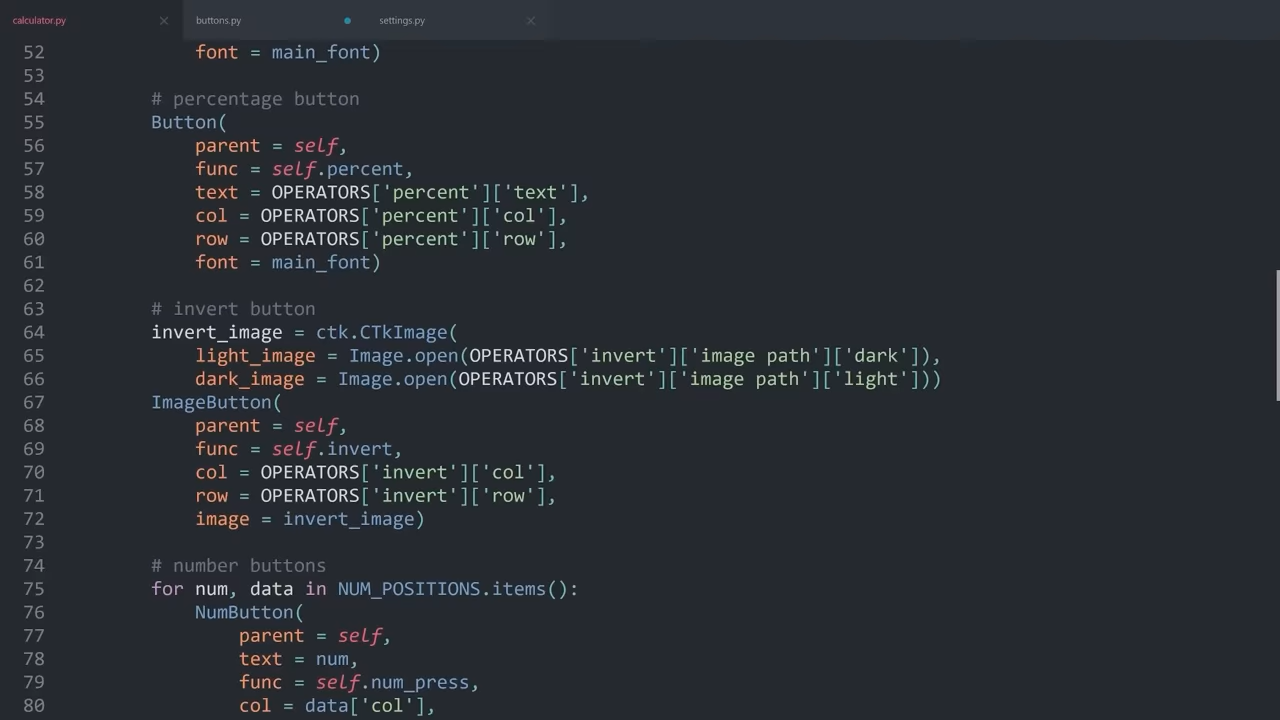 calculator.py buttons.py settings.py
52 font = main_font)
53
54 # percentage button
55 Button(
56 parent = self,
57 func = self.percent,
58 text = OPERATORS['percent']['text'],
59 col = OPERATORS['percent']['col'],
60 row = OPERATORS['percent']['row'],
61 font = main_font)
62
63 # invert button
64 invert_image = ctk.CTkImage(
65 light_image = Image.open(OPERATORS['invert']['image path']['dark']),
66 dark_image = Image.open(OPERATORS['invert']['image path']['light']))
67 ImageButton(
68 parent = self,
69 func = self.invert,
70 col = OPERATORS['invert']['col'],
71 row = OPERATORS['invert']['row'],
72 image = invert_image)
73
74 # number buttons
75 for num, data in NUM_POSITIONS.items():
76 NumButton(
77 parent = self,
78 text = num,
79 func = self.num_press,
80 col = data['col'],